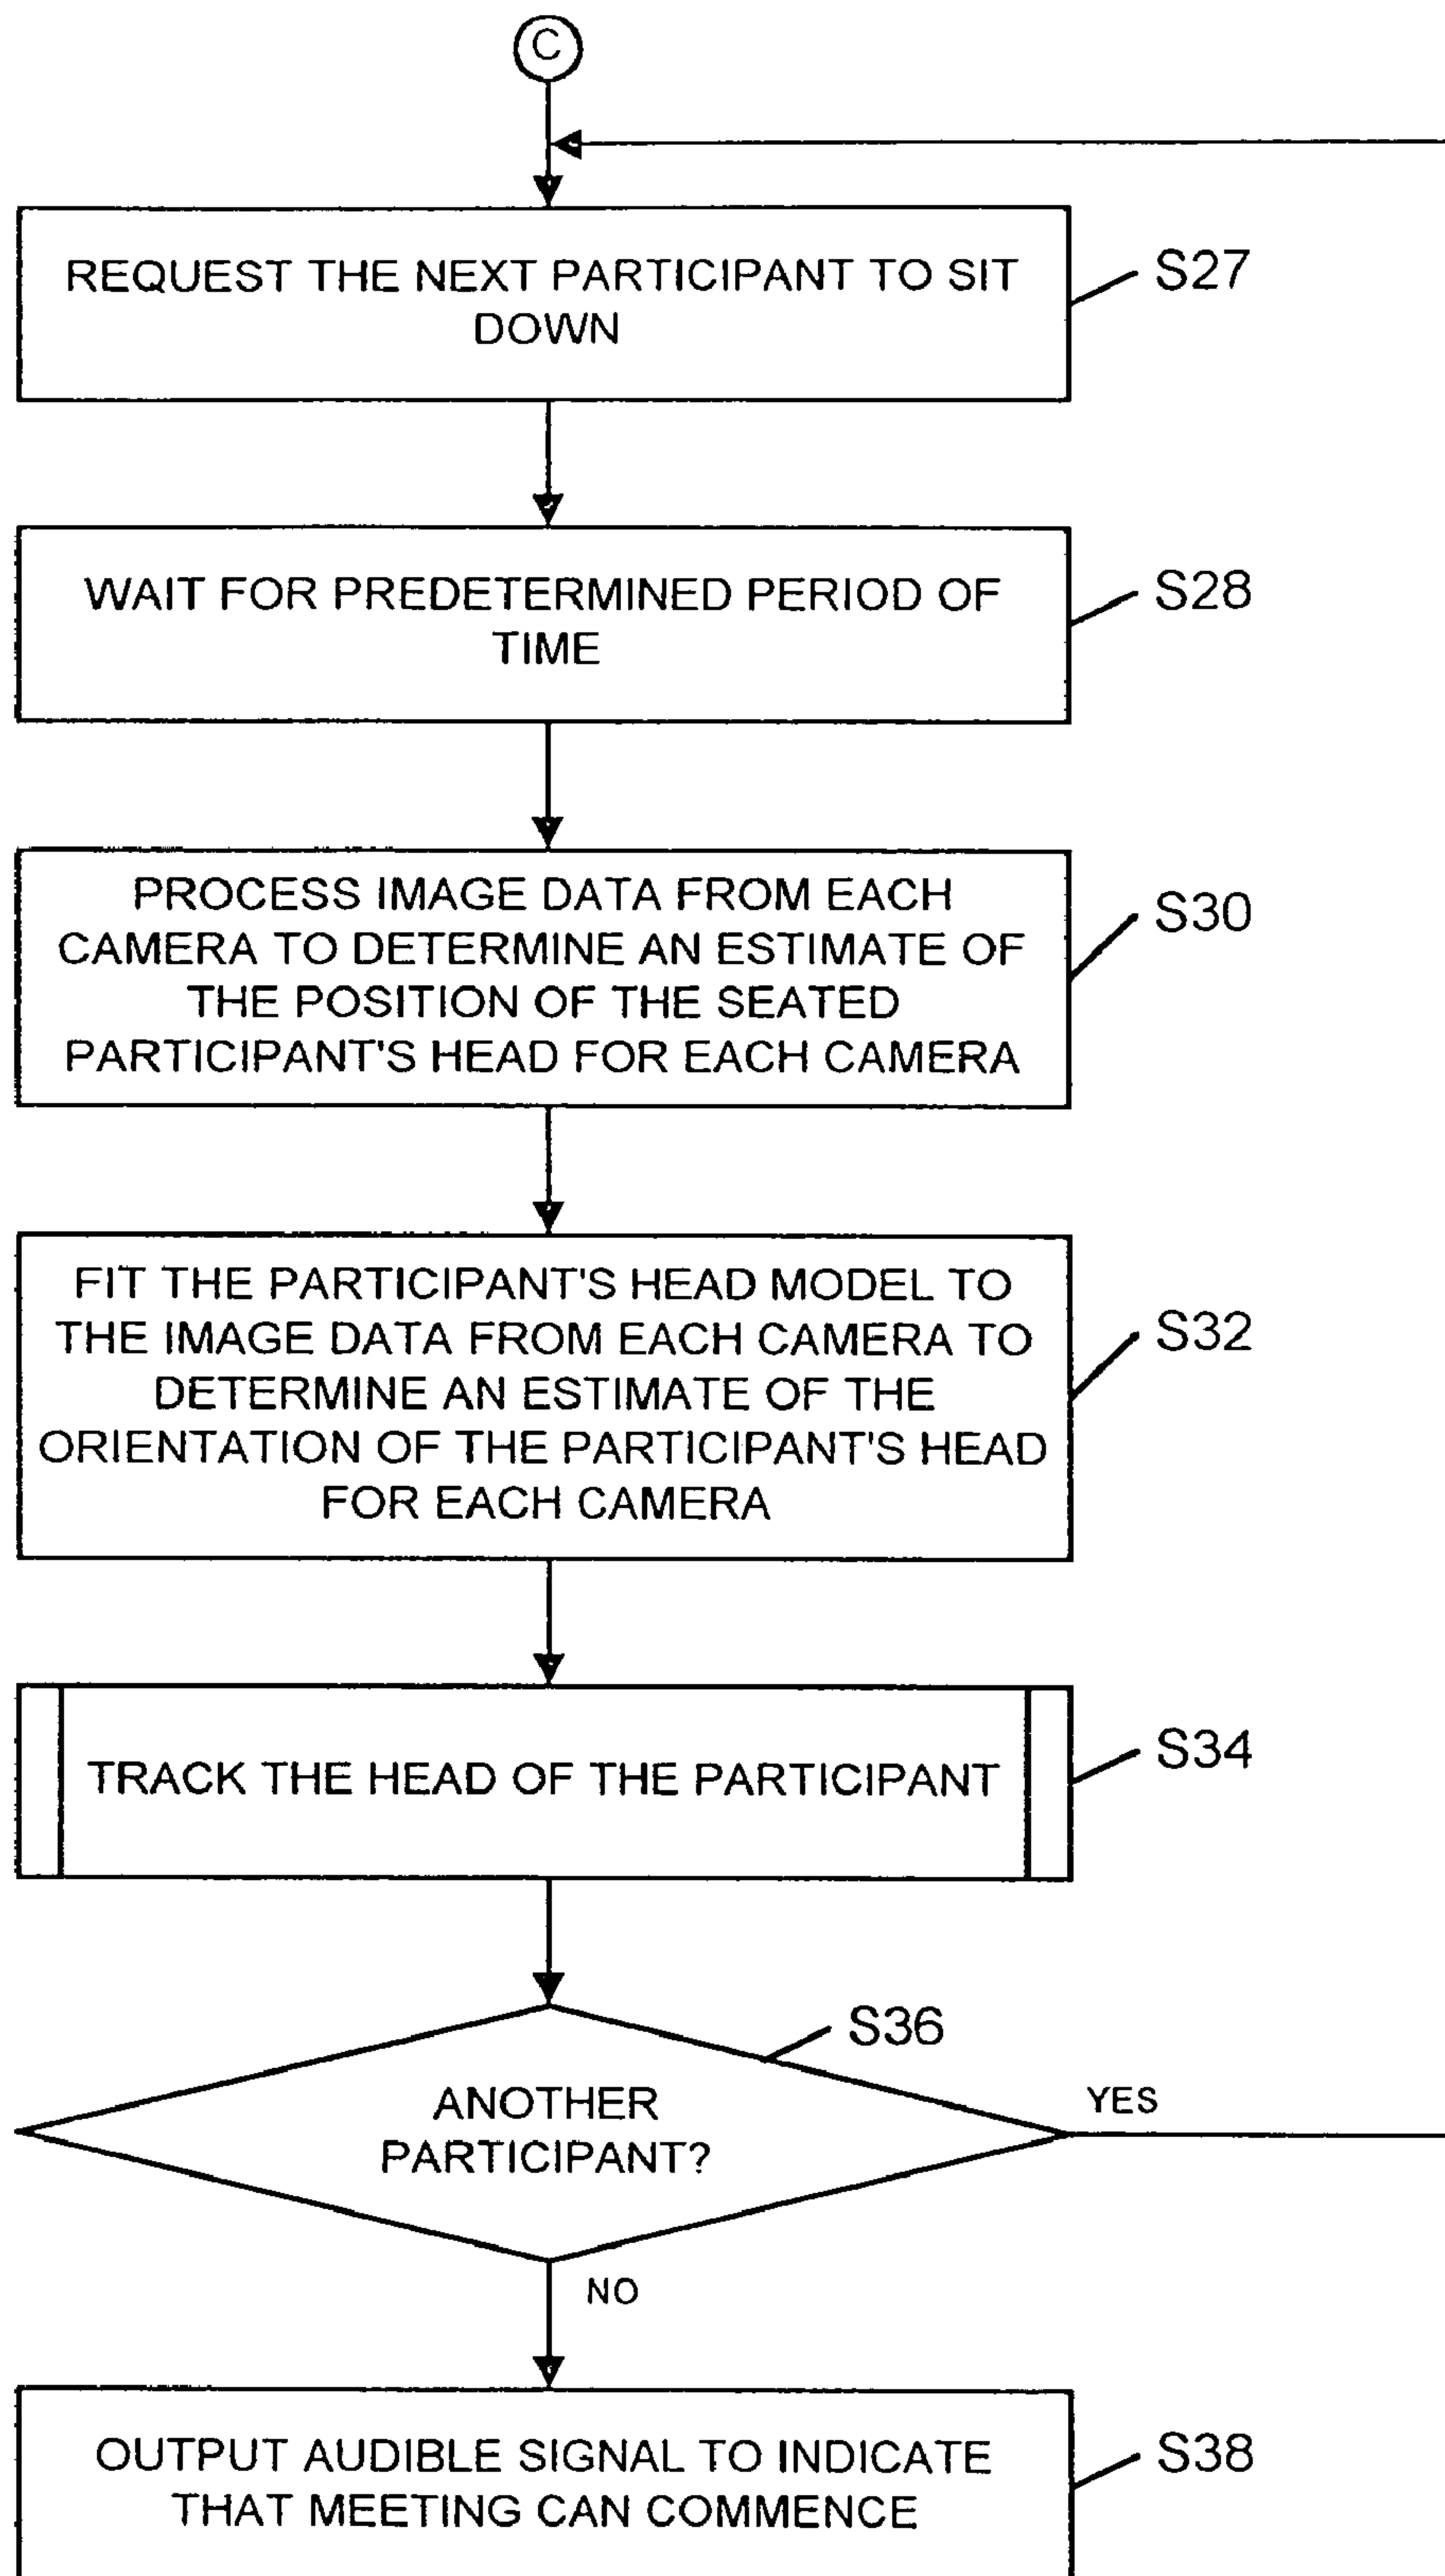 C
REQUEST THE NEXT PARTICIPANT TO SIT
DOWN
S27
WAIT FOR PREDETERMINED PERIOD OF
TIME
S28
PROCESS IMAGE DATA FROM EACH
CAMERA TO DETERMINE AN ESTIMATE OF
THE POSITION OF THE SEATED
PARTICIPANT'S HEAD FOR EACH CAMERA
S30
FIT THE PARTICIPANT'S HEAD MODEL TO
THE IMAGE DATA FROM EACH CAMERA TO
DETERMINE AN ESTIMATE OF THE
ORIENTATION OF THE PARTICIPANT'S HEAD
FOR EACH CAMERA
S32
TRACK THE HEAD OF THE PARTICIPANT
S34
S36
ANOTHER
PARTICIPANT?
YES
NO
OUTPUT AUDIBLE SIGNAL TO INDICATE
THAT MEETING CAN COMMENCE
S38